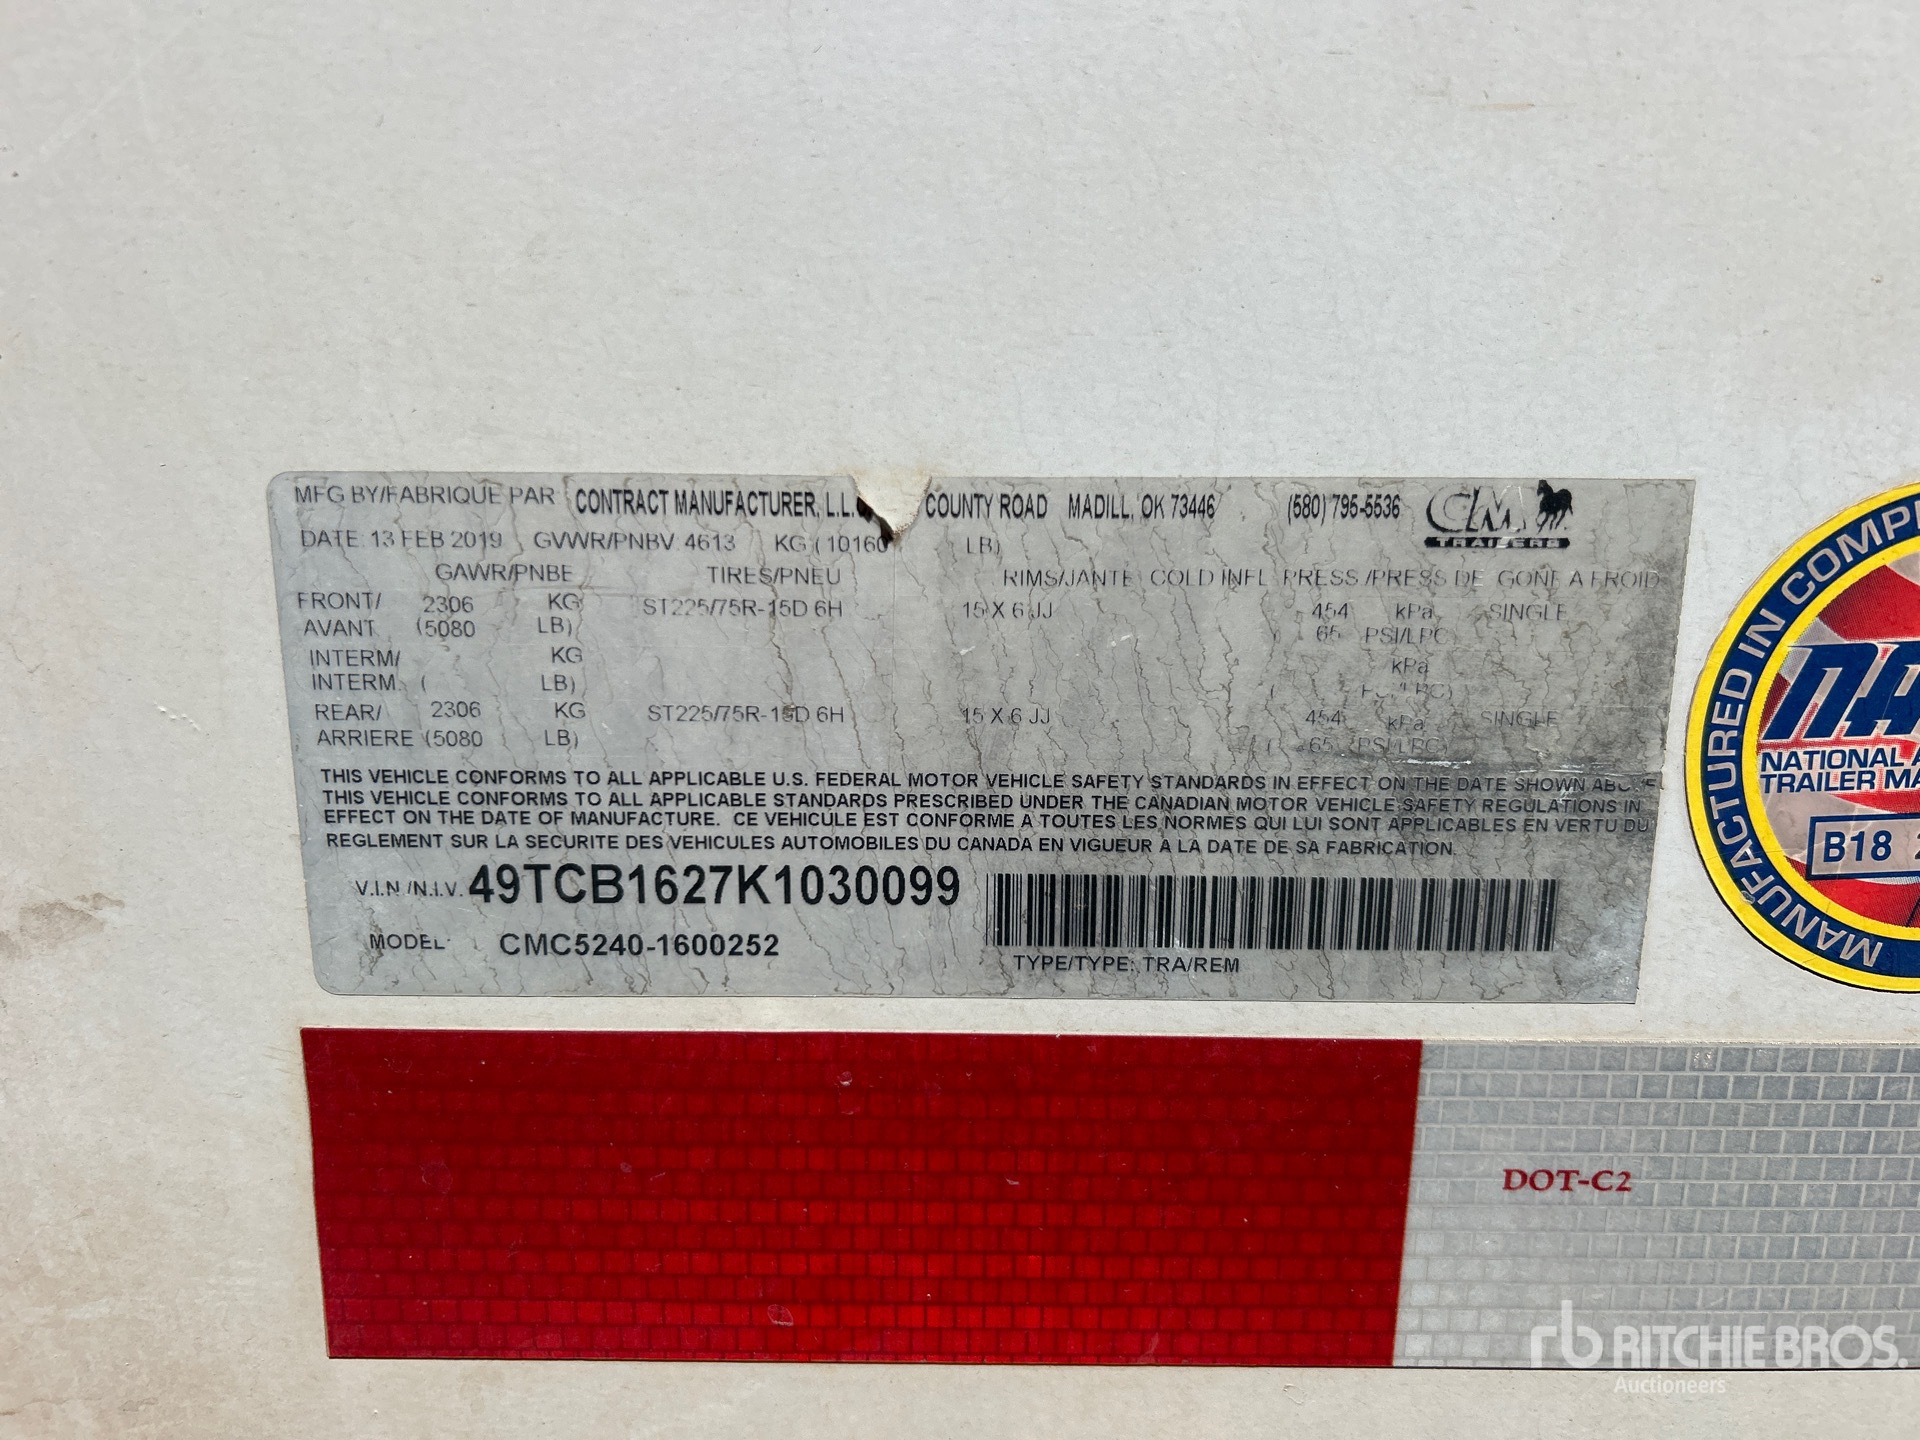 MFG BY/FABRIQUE PAR CONTRACT MANUFACTURER, L.L. COUNTY ROAD MADILL, OK 73446 (580) 795-5536 CM TRAILERS
DATE: 13 FEB 2019 GVWR/PNBV 4613 KG (10160 LB)
GAWR/PNBE TIRES/PNEU RIMS/JANTE COLD INFL PRESS /PRESS DE GONF A FROID
FRONT/ 2306 KG ST225/75R-15D 6H 15 X 6 JJ 454 kPa SINGLE
AVANT (5080 LB) 65 PSI/LPC)
INTERM/ KG kPa
INTERM. ( LB) ( PSI/LPC)
REAR/ 2306 KG ST225/75R-15D 6H 15 X 6 JJ 454 kPa SINGLE
ARRIERE (5080 LB) ( 65 PSI/LPC)
THIS VEHICLE CONFORMS TO ALL APPLICABLE U.S. FEDERAL MOTOR VEHICLE SAFETY STANDARDS IN EFFECT ON THE DATE SHOWN ABOVE
THIS VEHICLE CONFORMS TO ALL APPLICABLE STANDARDS PRESCRIBED UNDER THE CANADIAN MOTOR VEHICLE SAFETY REGULATIONS IN
EFFECT ON THE DATE OF MANUFACTURE. CE VEHICULE EST CONFORME A TOUTES LES NORMES QUI LUI SONT APPLICABLES EN VERTU DU
REGLEMENT SUR LA SECURITE DES VEHICULES AUTOMOBILES DU CANADA EN VIGUEUR A LA DATE DE SA FABRICATION.
V.I.N./N.I.V. 49TCB1627K1030099
MODEL: CMC5240-1600252
TYPE/TYPE: TRA/REM
MANUFACTURED IN COMPL
NA
NATIONAL A
TRAILER MA
B18 2
DOT-C2
rb RITCHIE BROS.
Auctioneers